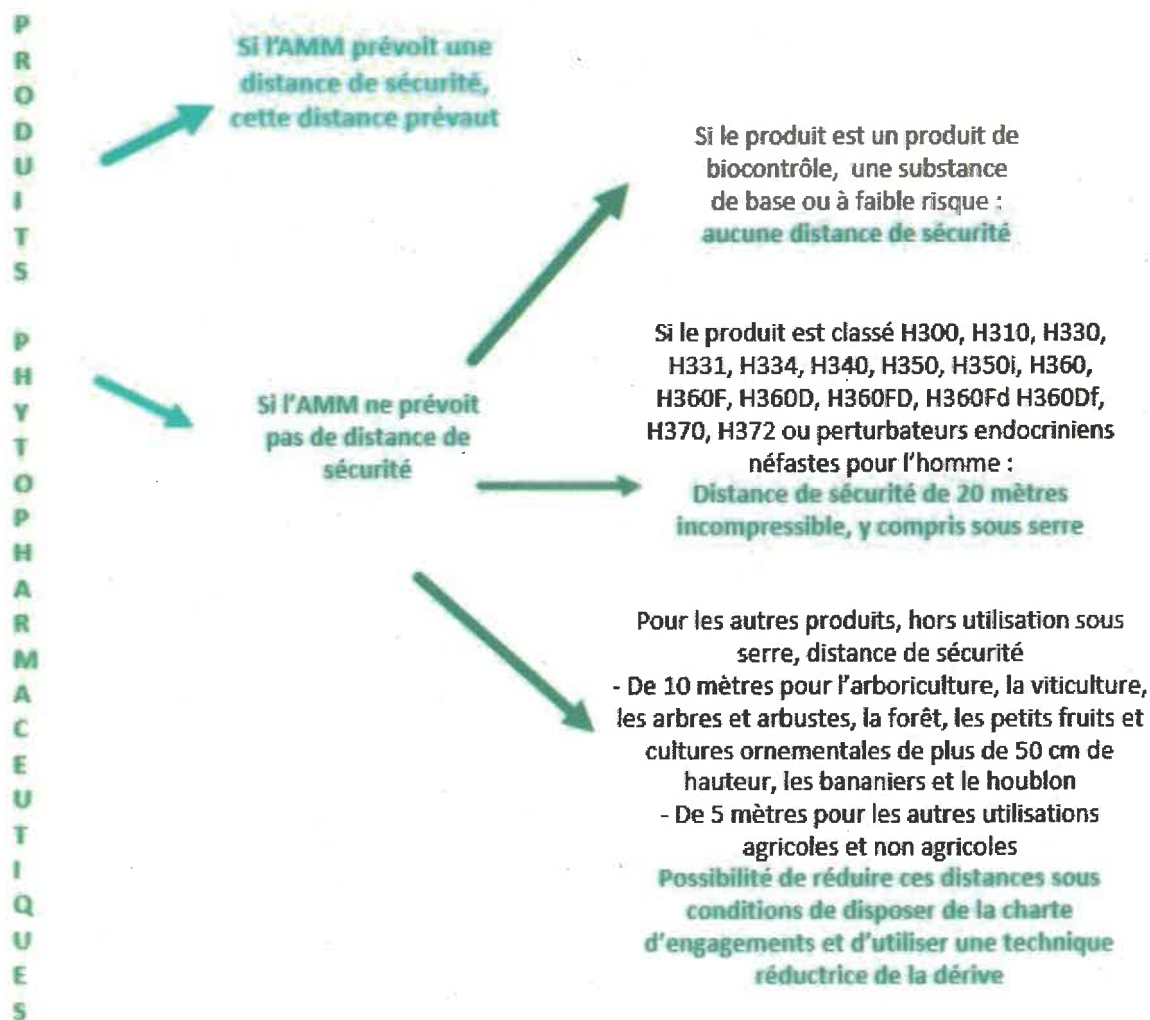 PRODUITS PHYTOPHARMACEUTIQUES
Si l'AMM prévoit une
distance de sécurité,
cette distance prévaut
Si l'AMM ne prévoit
pas de distance de
sécurité
Si le produit est un produit de
biocontrôle, une substance
de base ou à faible risque :
aucune distance de sécurité
Si le produit est classé H300, H310, H330,
H331, H334, H340, H350, H350i, H360,
H360F, H360D, H360FD, H360Fd H360Df,
H370, H372 ou perturbateurs endocriniens
néfastes pour l'homme :
Distance de sécurité de 20 mètres
incompressible, y compris sous serre
Pour les autres produits, hors utilisation sous
serre, distance de sécurité
- De 10 mètres pour l'arboriculture, la viticulture,
les arbres et arbustes, la forêt, les petits fruits et
cultures ornementales de plus de 50 cm de
hauteur, les bananiers et le houblon
- De 5 mètres pour les autres utilisations
agricoles et non agricoles
Possibilité de réduire ces distances sous
conditions de disposer de la charte
d'engagements et d'utiliser une technique
réductrice de la dérive